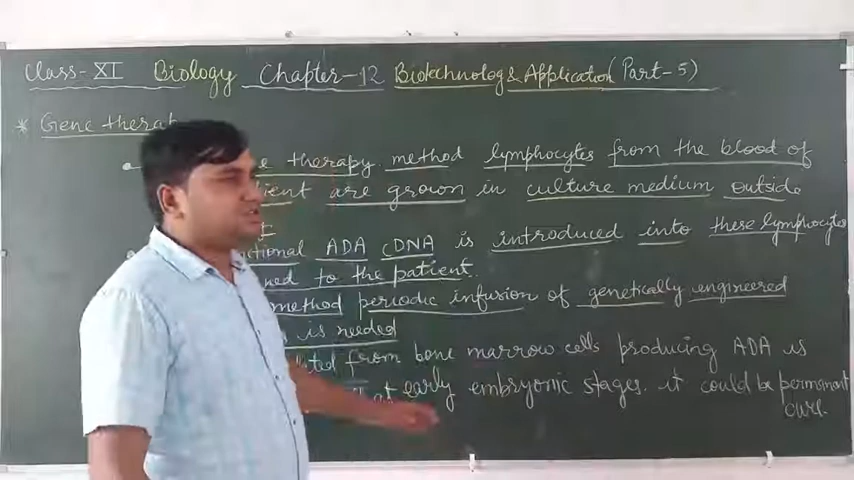 Class-XI Biology Chapter-12 Biotechnology & Application (Part-5)
* Gene therap
therapy method lymphocytes from the blood of
ient are grown in culture medium outside
tional ADA cDNA is introduced into these lymphocytes
ned to the patient.
method periodic infusion of genetically engineered
is needed
lated from bone marrow cells producing ADA is
at early embryonic stages. it could be permanent
cure.